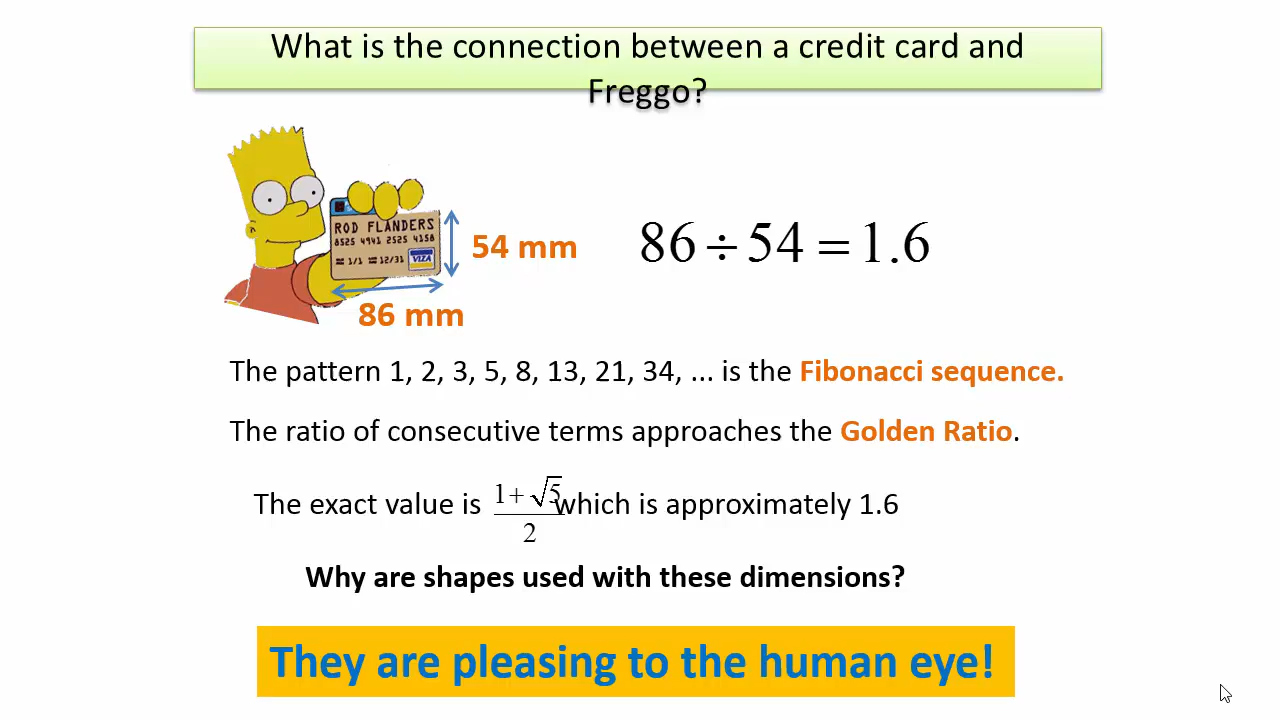 What is the connection between a credit card and
Freggo?
ROD FLANDERS
8525 4941 2525 4158
1/1 12/31
VISA
54 mm
86 mm
86 ÷ 54 = 1.6
The pattern 1, 2, 3, 5, 8, 13, 21, 34, ... is the Fibonacci sequence.
The ratio of consecutive terms approaches the Golden Ratio.
The exact value is (1+√5)/2 which is approximately 1.6
Why are shapes used with these dimensions?
They are pleasing to the human eye!